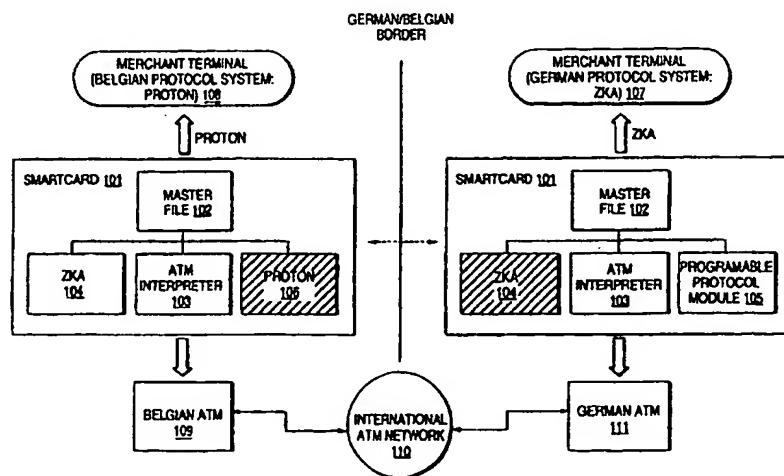 GERMAN/BELGIAN
BORDER
MERCHANT TERMINAL
(BELGIAN PROTOCOL SYSTEM:
PROTON) 108
MERCHANT TERMINAL
(GERMAN PROTOCOL SYSTEM:
ZKA) 107
PROTON
ZKA
SMARTCARD 101
MASTER
FILE 102
ZKA
104
ATM
INTERPRETER
103
PROTON
106
SMARTCARD 101
MASTER
FILE 102
ZKA
104
ATM
INTERPRETER
103
PROGRAMABLE
PROTOCOL
MODULE 105
BELGIAN ATM
109
INTERNATIONAL
ATM NETWORK
110
GERMAN ATM
111